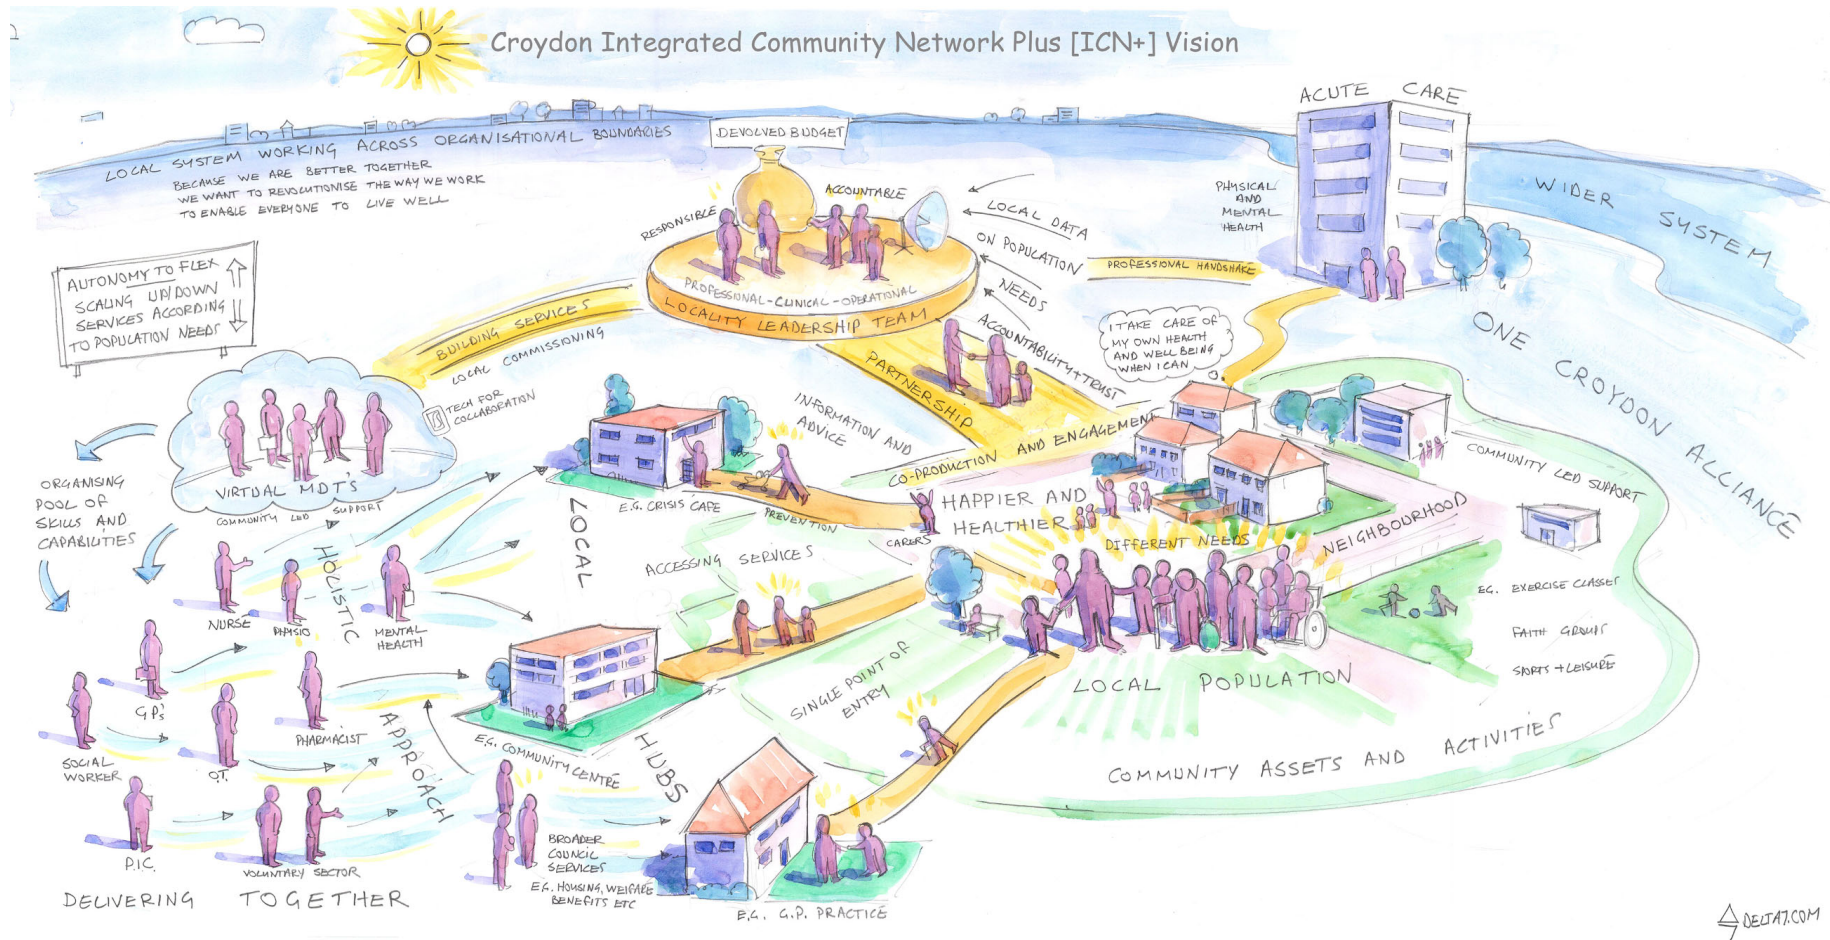 Croydon Integrated Community Network Plus [ICN+] Vision
LOCAL SYSTEM WORKING ACROSS ORGANISATIONAL BOUNDARIES
BECAUSE WE ARE BETTER TOGETHER
WE WANT TO REVOLUTIONISE THE WAY WE WORK
TO ENABLE EVERYONE TO LIVE WELL
DEVOLVED BUDGET
RESPONSIBLE
ACCOUNTABLE
PROFESSIONAL-CLINICAL-OPERATIONAL
LOCALITY LEADERSHIP TEAM
LOCAL DATA
ON POPULATION
NEEDS
ACCOUNTABILITY+TRUST
PROFESSIONAL HANDSHAKE
ACUTE CARE
PHYSICAL
AND
MENTAL
HEALTH
WIDER SYSTEM
ONE CROYDON ALLIANCE
AUTONOMY TO FLEX
SCALING UP/DOWN
SERVICES ACCORDING
TO POPULATION NEEDS
BUILDING SERVICES
LOCAL COMMISSIONING
TECH FOR
COLLABORATION
VIRTUAL MDT'S
COMMUNITY LED SUPPORT
ORGANISING
POOL OF
SKILLS AND
CAPABILITIES
PARTNERSHIP
I TAKE CARE OF
MY OWN HEALTH
AND WELL BEING
WHEN I CAN
INFORMATION AND
ADVICE
CO-PRODUCTION AND ENGAGEMENT
E.G. CRISIS CAFE
PREVENTION
CARERS
HAPPIER AND
HEALTHIER
DIFFERENT NEEDS
NEIGHBOURHOOD
COMMUNITY LED SUPPORT
EG. EXERCISE CLASSES
FAITH GROUPS
SPORTS + LEISURE
LOCAL POPULATION
COMMUNITY ASSETS AND ACTIVITIES
ACCESSING SERVICES
SINGLE POINT OF
ENTRY
LOCAL
HUBS
HOLISTIC
APPROACH
NURSE
PHYSIO
MENTAL
HEALTH
G.P.'s
SOCIAL
WORKER
O.T.
PHARMACIST
P.I.C.
VOLUNTARY SECTOR
DELIVERING TOGETHER
E.G. COMMUNITY CENTRE
BROADER
COUNCIL
SERVICES
E.G. HOUSING, WELFARE
BENEFITS ETC
E.G. G.P. PRACTICE
DELTA7.COM